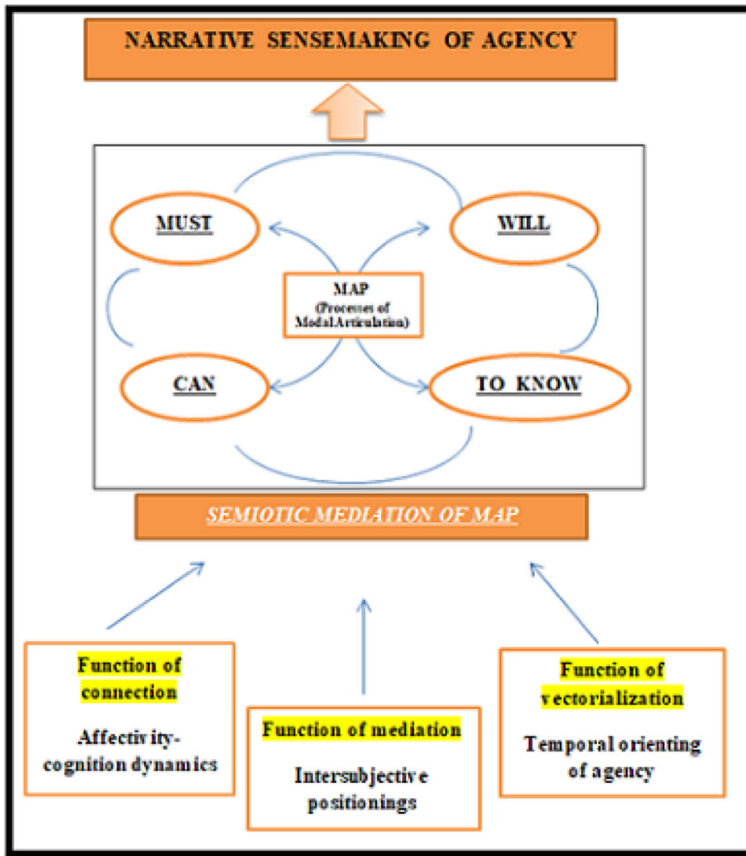 NARRATIVE SENSEMAKING OF AGENCY
MUST
WILL
MAP
(Processes of
Modal Articulation)
CAN
TO KNOW
SEMIOTIC MEDIATION OF MAP
Function of
connection
Affectivity-
cognition dynamics
Function of mediation
Intersubjective
positionings
Function of
vectorialization
Temporal orienting
of agency